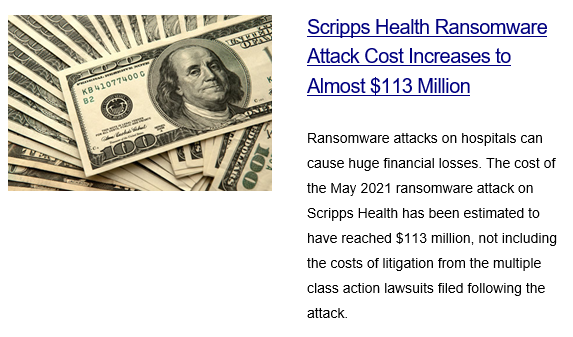 Scripps Health Ransomware
Attack Cost Increases to
Almost $113 Million
Ransomware attacks on hospitals can
cause huge financial losses. The cost of
the May 2021 ransomware attack on
Scripps Health has been estimated to
have reached $113 million, not including
the costs of litigation from the multiple
class action lawsuits filed following the
attack.
KB41077400G
B2
100
100